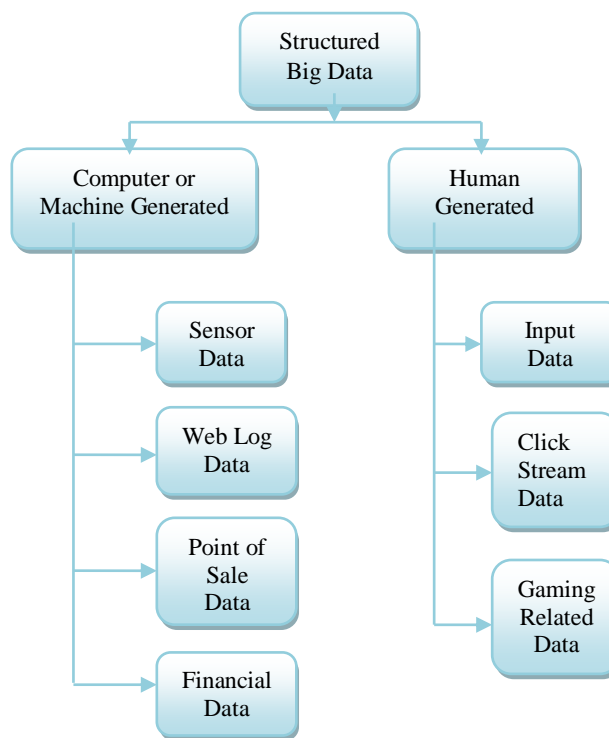 Structured
Big Data
Computer or
Machine Generated
Human
Generated
Sensor
Data
Web Log
Data
Point of
Sale
Data
Financial
Data
Input
Data
Click
Stream
Data
Gaming
Related
Data